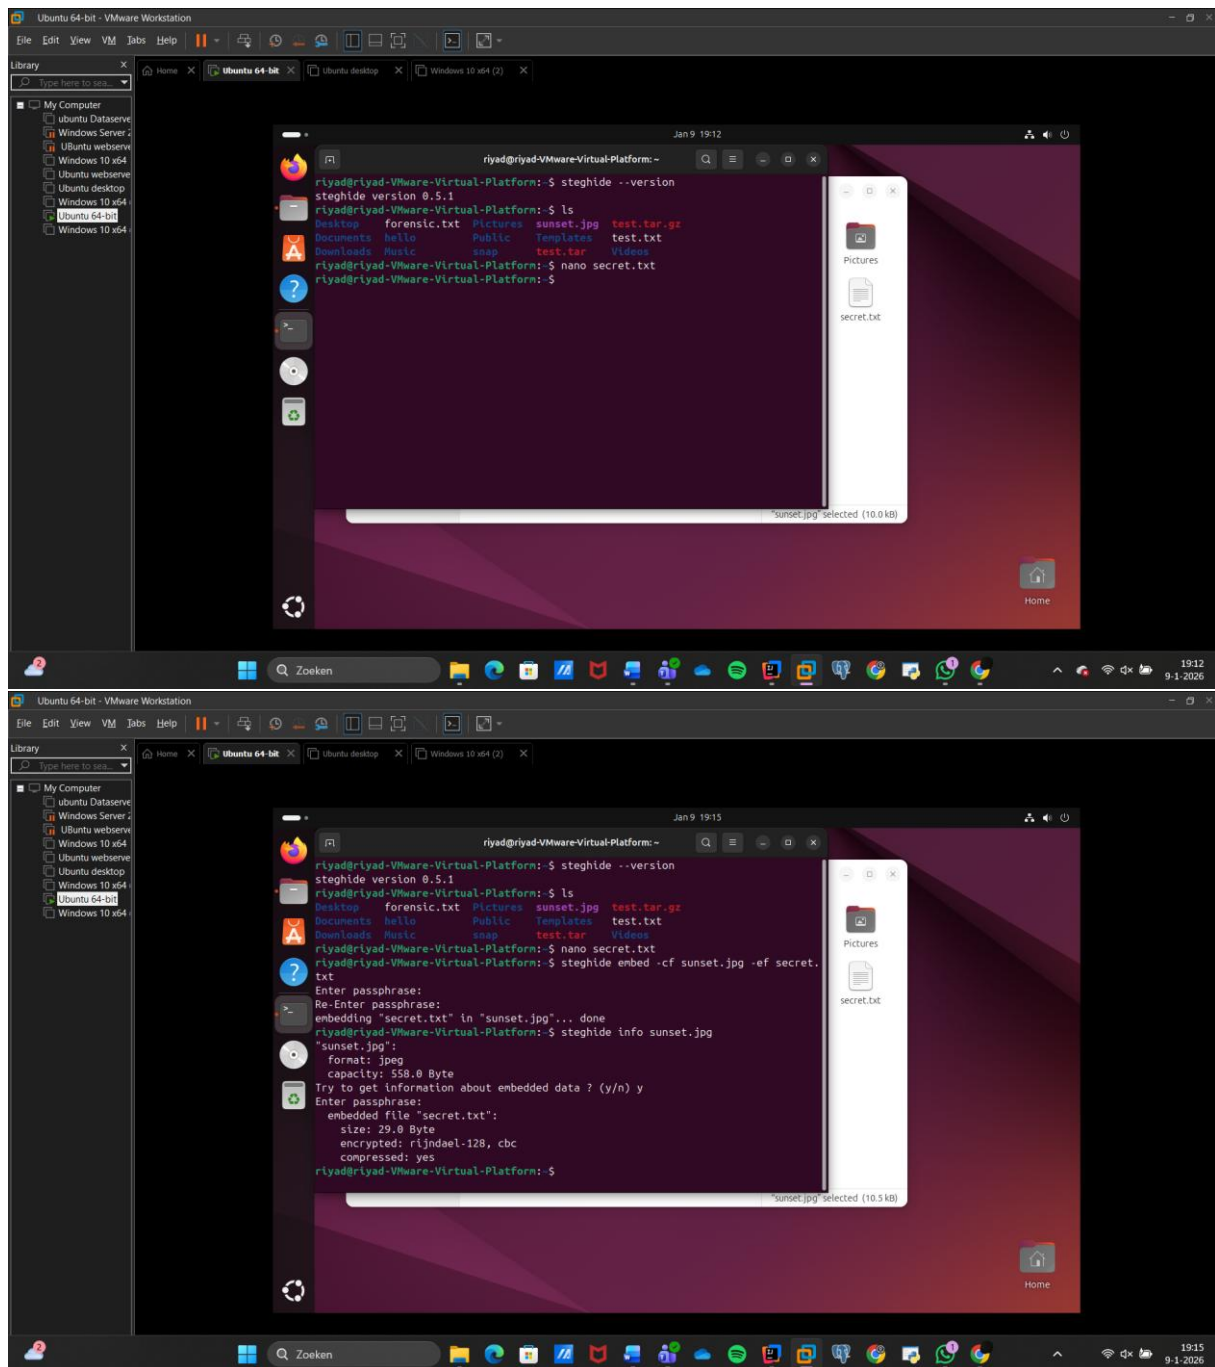 Ubuntu 64-bit - VMware Workstation
File Edit View VM Tabs Help
Library
Type here to sea...
Home Ubuntu 64-bit Ubuntu desktop Windows 10 x64 (2)
My Computer
ubuntu Dataserve
Windows Server 2
UBuntu webserve
Windows 10 x64
Ubuntu webserve
Ubuntu desktop
Windows 10 x64
Ubuntu 64-bit
Windows 10 x64
Jan 9 19:12
riyad@riyad-VMware-Virtual-Platform: ~
riyad@riyad-VMware-Virtual-Platform:~$ steghide --version
steghide version 0.5.1
riyad@riyad-VMware-Virtual-Platform:~$ ls
Desktop forensic.txt Pictures sunset.jpg test.tar.gz
Documents hello Public Templates test.txt
Downloads Music snap test.tar Videos
riyad@riyad-VMware-Virtual-Platform:~$ nano secret.txt
riyad@riyad-VMware-Virtual-Platform:~$
Pictures
secret.txt
"sunset.jpg" selected (10.0 kB)
Home
2
Zoeken
1
19:12
9-1-2026
Ubuntu 64-bit - VMware Workstation
File Edit View VM Tabs Help
Library
Type here to sea...
Home Ubuntu 64-bit Ubuntu desktop Windows 10 x64 (2)
My Computer
ubuntu Dataserve
Windows Server 2
UBuntu webserve
Windows 10 x64
Ubuntu webserve
Ubuntu desktop
Windows 10 x64
Ubuntu 64-bit
Windows 10 x64
Jan 9 19:15
riyad@riyad-VMware-Virtual-Platform: ~
riyad@riyad-VMware-Virtual-Platform:~$ steghide --version
steghide version 0.5.1
riyad@riyad-VMware-Virtual-Platform:~$ ls
Desktop forensic.txt Pictures sunset.jpg test.tar.gz
Documents hello Public Templates test.txt
Downloads Music snap test.tar Videos
riyad@riyad-VMware-Virtual-Platform:~$ nano secret.txt
riyad@riyad-VMware-Virtual-Platform:~$ steghide embed -cf sunset.jpg -ef secret.
txt
Enter passphrase:
Re-Enter passphrase:
embedding "secret.txt" in "sunset.jpg"... done
riyad@riyad-VMware-Virtual-Platform:~$ steghide info sunset.jpg
"sunset.jpg":
format: jpeg
capacity: 558.0 Byte
Try to get information about embedded data ? (y/n) y
Enter passphrase:
embedded file "secret.txt":
size: 29.0 Byte
encrypted: rijndael-128, cbc
compressed: yes
riyad@riyad-VMware-Virtual-Platform:~$
Pictures
secret.txt
"sunset.jpg" selected (10.5 kB)
Home
2
Zoeken
1
19:15
9-1-2026